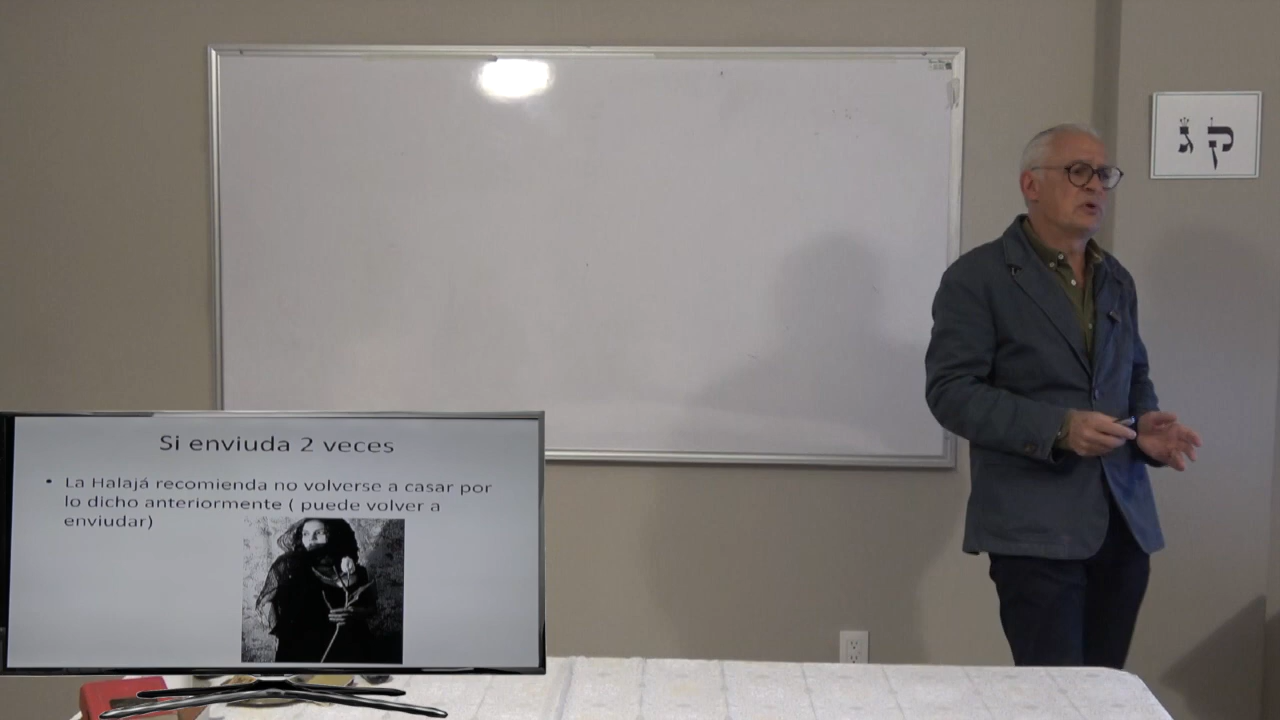 ק ג
Si enviuda 2 veces
• La Halajá recomienda no volverse a casar por
lo dicho anteriormente ( puede volver a
enviudar)